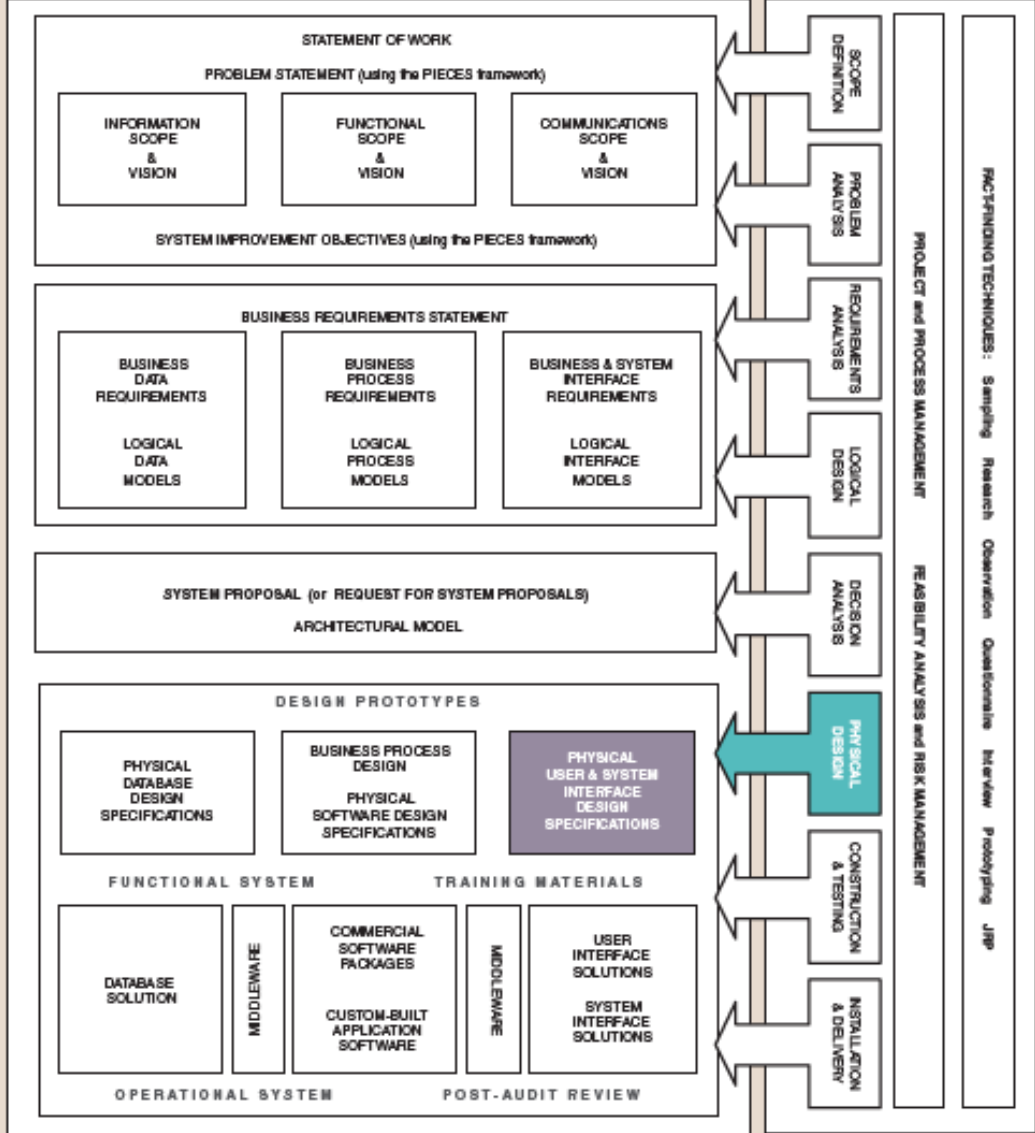 STATEMENT OF WORK
PROBLEM STATEMENT (using the PIECES framework)
INFORMATION
SCOPE
&
VISION
FUNCTIONAL
SCOPE
&
VISION
COMMUNICATIONS
SCOPE
&
VISION
SYSTEM IMPROVEMENT OBJECTIVES (using the PIECES framework)
BUSINESS REQUIREMENTS STATEMENT
BUSINESS
DATA
REQUIREMENTS
LOGICAL
DATA
MODELS
BUSINESS
PROCESS
REQUIREMENTS
LOGICAL
PROCESS
MODELS
BUSINESS & SYSTEM
INTERFACE
REQUIREMENTS
LOGICAL
INTERFACE
MODELS
SYSTEM PROPOSAL (or REQUEST FOR SYSTEM PROPOSALS)
ARCHITECTURAL MODEL
DESIGN PROTOTYPES
PHYSICAL
DATABASE
DESIGN
SPECIFICATIONS
BUSINESS PROCESS
DESIGN
PHYSICAL
SOFTWARE DESIGN
SPECIFICATIONS
PHYSICAL
USER & SYSTEM
INTERFACE
DESIGN
SPECIFICATIONS
FUNCTIONAL SYSTEM
TRAINING MATERIALS
DATABASE
SOLUTION
MIDDLEWARE
COMMERCIAL
SOFTWARE
PACKAGES
CUSTOM-BUILT
APPLICATION
SOFTWARE
MIDDLEWARE
USER
INTERFACE
SOLUTIONS
SYSTEM
INTERFACE
SOLUTIONS
OPERATIONAL SYSTEM
POST-AUDIT REVIEW
SCOPE
DEFINITION
PROBLEM
ANALYSIS
REQUIREMENTS
ANALYSIS
LOGICAL
DESIGN
DECISION
ANALYSIS
PHYSICAL
DESIGN
CONSTRUCTION
& TESTING
INSTALLATION
& DELIVERY
PROJECT and PROCESS MANAGEMENT
FEASIBILITY ANALYSIS and RISK MANAGEMENT
FACT-FINDING TECHNIQUES: Sampling Research Observation Questionnaire Interview Prototyping JRP